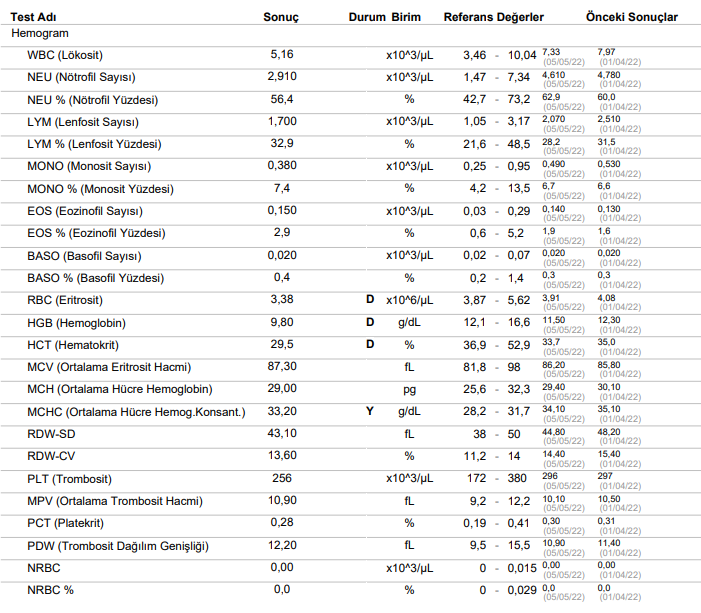 Test Adı Sonuç Durum Birim Referans Değerler Önceki Sonuçlar
Hemogram
WBC (Lökosit) 5,16 x10^3/µL 3,46 - 10,04 7,33 (05/05/22) 7,97 (01/04/22)
NEU (Nötrofil Sayısı) 2,910 x10^3/µL 1,47 - 7,34 4,610 (05/05/22) 4,780 (01/04/22)
NEU % (Nötrofil Yüzdesi) 56,4 % 42,7 - 73,2 62,9 (05/05/22) 60,0 (01/04/22)
LYM (Lenfosit Sayısı) 1,700 x10^3/µL 1,05 - 3,17 2,070 (05/05/22) 2,510 (01/04/22)
LYM % (Lenfosit Yüzdesi) 32,9 % 21,6 - 48,5 28,2 (05/05/22) 31,5 (01/04/22)
MONO (Monosit Sayısı) 0,380 x10^3/µL 0,25 - 0,95 0,490 (05/05/22) 0,530 (01/04/22)
MONO % (Monosit Yüzdesi) 7,4 % 4,2 - 13,5 6,7 (05/05/22) 6,6 (01/04/22)
EOS (Eozinofil Sayısı) 0,150 x10^3/µL 0,03 - 0,29 0,140 (05/05/22) 0,130 (01/04/22)
EOS % (Eozinofil Yüzdesi) 2,9 % 0,6 - 5,2 1,9 (05/05/22) 1,6 (01/04/22)
BASO (Basofil Sayısı) 0,020 x10^3/µL 0,02 - 0,07 0,020 (05/05/22) 0,020 (01/04/22)
BASO % (Basofil Yüzdesi) 0,4 % 0,2 - 1,4 0,3 (05/05/22) 0,3 (01/04/22)
RBC (Eritrosit) 3,38 D x10^6/µL 3,87 - 5,62 3,91 (05/05/22) 4,08 (01/04/22)
HGB (Hemoglobin) 9,80 D g/dL 12,1 - 16,6 11,50 (05/05/22) 12,30 (01/04/22)
HCT (Hematokrit) 29,5 D % 36,9 - 52,9 33,7 (05/05/22) 35,0 (01/04/22)
MCV (Ortalama Eritrosit Hacmi) 87,30 fL 81,8 - 98 86,20 (05/05/22) 85,80 (01/04/22)
MCH (Ortalama Hücre Hemoglobin) 29,00 pg 25,6 - 32,3 29,40 (05/05/22) 30,10 (01/04/22)
MCHC (Ortalama Hücre Hemog.Konsant.) 33,20 Y g/dL 28,2 - 31,7 34,10 (05/05/22) 35,10 (01/04/22)
RDW-SD 43,10 fL 38 - 50 44,80 (05/05/22) 48,20 (01/04/22)
RDW-CV 13,60 % 11,2 - 14 14,40 (05/05/22) 15,40 (01/04/22)
PLT (Trombosit) 256 x10^3/µL 172 - 380 296 (05/05/22) 297 (01/04/22)
MPV (Ortalama Trombosit Hacmi) 10,90 fL 9,2 - 12,2 10,10 (05/05/22) 10,50 (01/04/22)
PCT (Platekrit) 0,28 % 0,19 - 0,41 0,30 (05/05/22) 0,31 (01/04/22)
PDW (Trombosit Dağılım Genişliği) 12,20 fL 9,5 - 15,5 10,90 (05/05/22) 11,40 (01/04/22)
NRBC 0,00 x10^3/µL 0 - 0,015 0,00 (05/05/22) 0,00 (01/04/22)
NRBC % 0,0 % 0 - 0,029 0,0 (05/05/22) 0,0 (01/04/22)